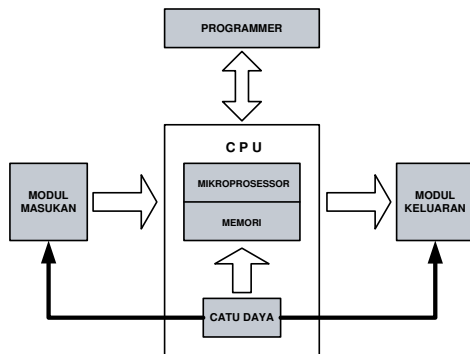 PROGRAMMER
C P U
MODUL
MASUKAN
MIKROPROSESSOR
MEMORI
MODUL
KELUARAN
CATU DAYA